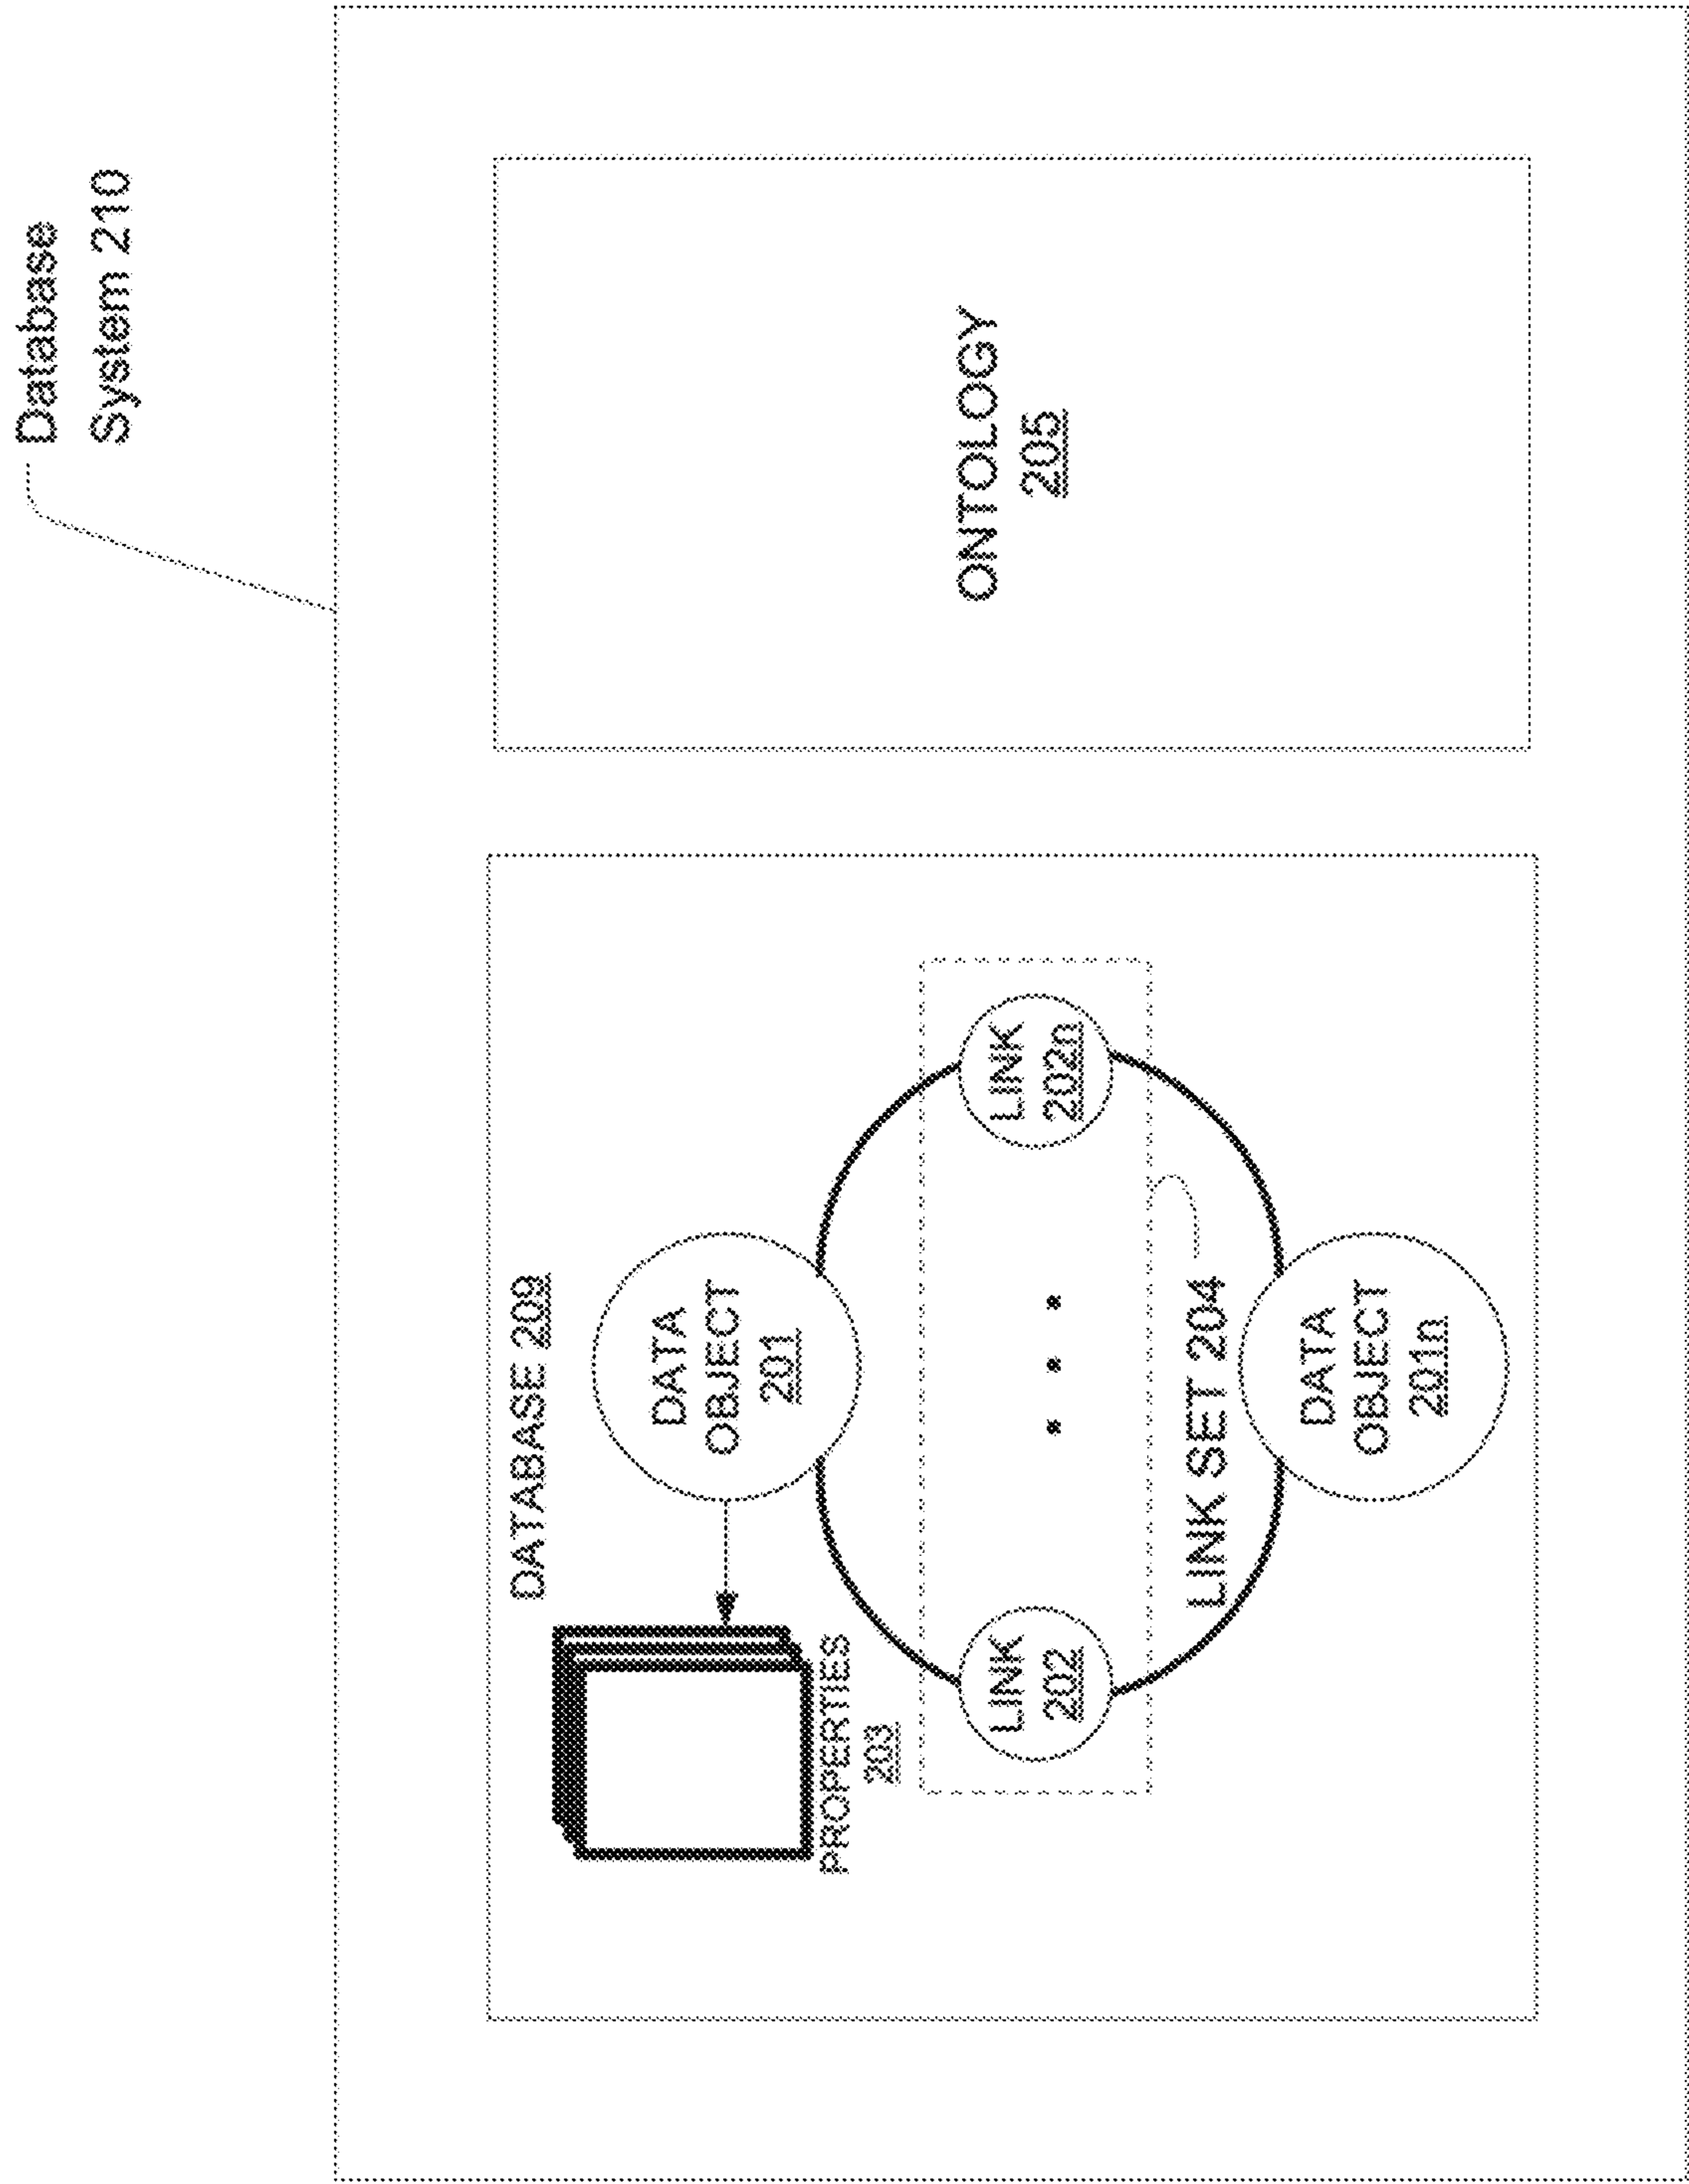 Database
System 210
DATABASE 209
PROPERTIES
203
DATA
OBJECT
201
LINK
202
LINK
202n
LINK SET 204
DATA
OBJECT
201n
ONTOLOGY
205